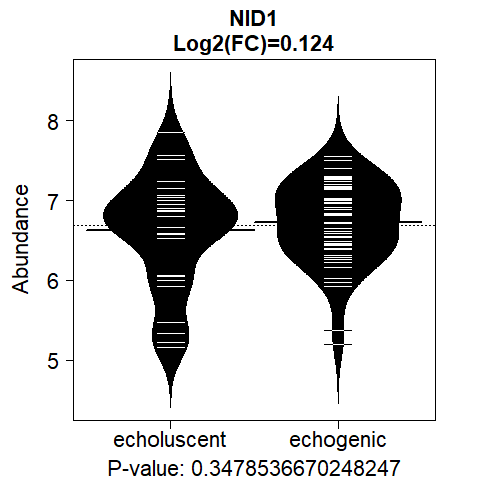 NID1
Log2(FC)=0.124
8
7
6
5
Abundance
echoluscent echogenic
P-value: 0.3478536670248247